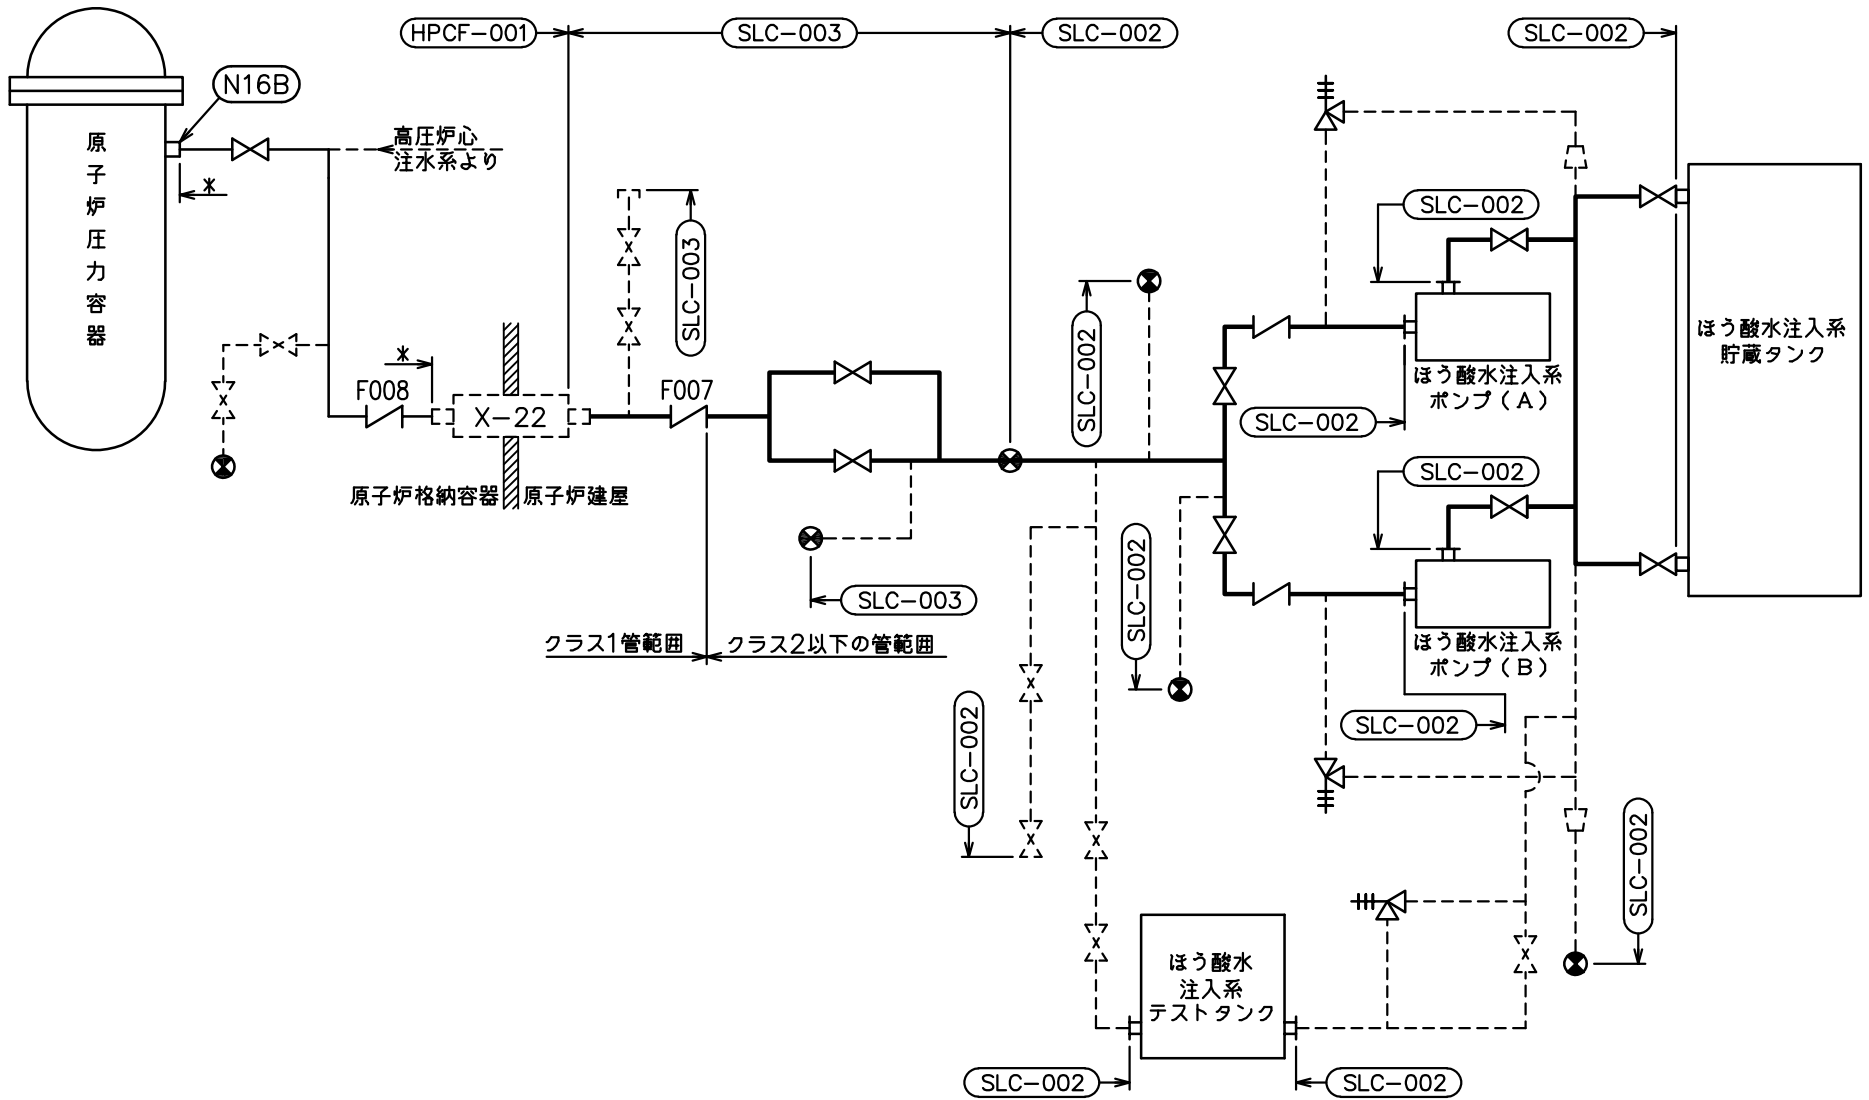 HPCF-001
SLC-003
SLC-002
SLC-002
N16B
原子炉圧力容器
高圧炉心
注水系より
*
SLC-003
SLC-002
SLC-002
ほう酸水注入系
貯蔵タンク
*
F008
X-22
F007
ほう酸水注入系
ポンプ(A)
SLC-002
SLC-002
原子炉格納容器
原子炉建屋
SLC-002
SLC-003
クラス1管範囲
クラス2以下の管範囲
ほう酸水注入系
ポンプ(B)
SLC-002
SLC-002
SLC-002
ほう酸水
注入系
テストタンク
SLC-002
SLC-002